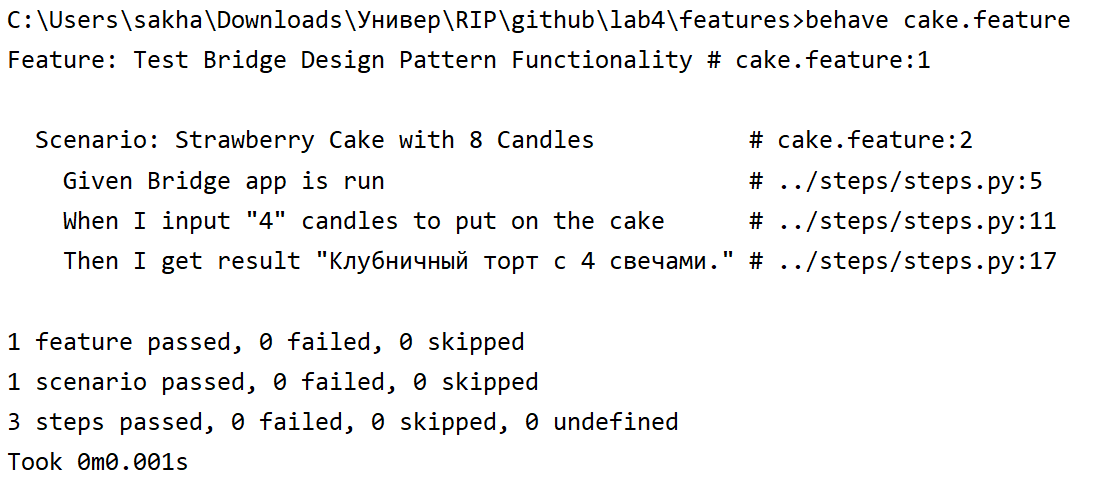 C:\Users\sakha\Downloads\Универ\RIP\github\lab4\features>behave cake.feature
Feature: Test Bridge Design Pattern Functionality # cake.feature:1
Scenario: Strawberry Cake with 8 Candles # cake.feature:2
Given Bridge app is run # ../steps/steps.py:5
When I input "4" candles to put on the cake # ../steps/steps.py:11
Then I get result "Клубничный торт с 4 свечами." # ../steps/steps.py:17
1 feature passed, 0 failed, 0 skipped
1 scenario passed, 0 failed, 0 skipped
3 steps passed, 0 failed, 0 skipped, 0 undefined
Took 0m0.001s